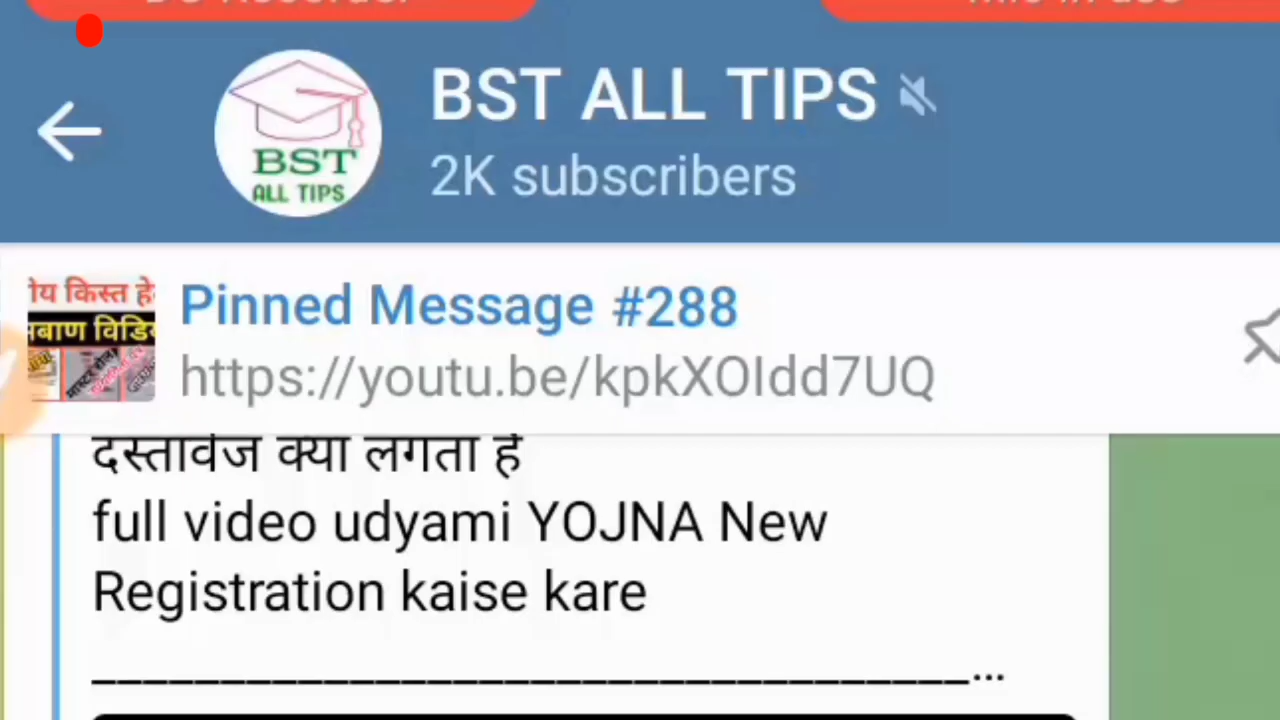 BST ALL TIPS
2K subscribers
BST
ALL TIPS
Pinned Message #288
https://youtu.be/kpkXOIdd7UQ
किस्त
दस्तावेज क्या लगता है
full video udyami YOJNA New
Registration kaise kare